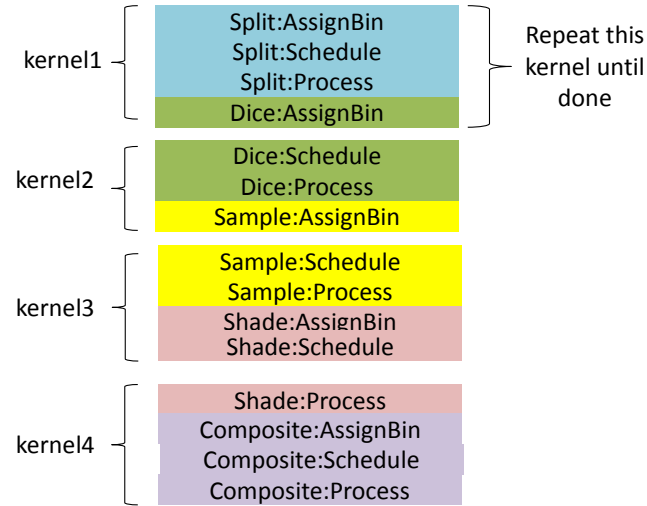 kernel1
Split:AssignBin
Split:Schedule
Split:Process
Dice:AssignBin
Repeat this
kernel until
done
kernel2
Dice:Schedule
Dice:Process
Sample:AssignBin
kernel3
Sample:Schedule
Sample:Process
Shade:AssignBin
Shade:Schedule
kernel4
Shade:Process
Composite:AssignBin
Composite:Schedule
Composite:Process